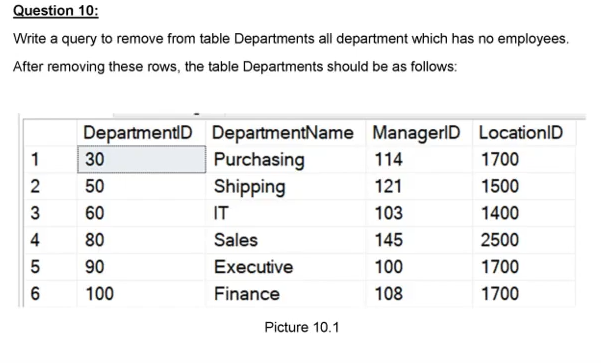 Question 10:
Write a query to remove from table Departments all department which has no employees.
After removing these rows, the table Departments should be as follows:
DepartmentID DepartmentName ManagerID LocationID
1 30 Purchasing 114 1700
2 50 Shipping 121 1500
3 60 IT 103 1400
4 80 Sales 145 2500
5 90 Executive 100 1700
6 100 Finance 108 1700
Picture 10.1